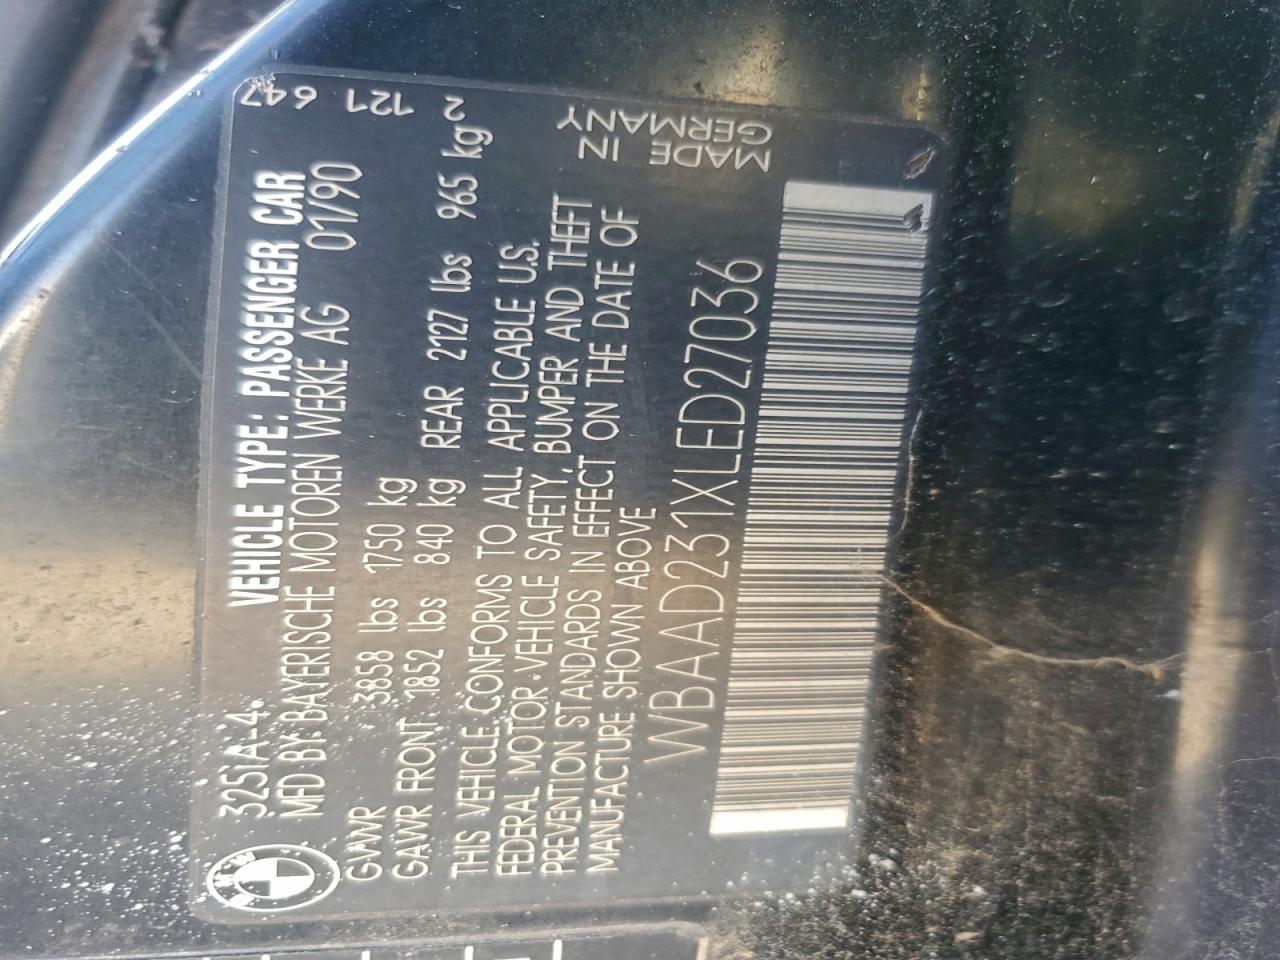 325IA-4 VEHICLE TYPE: PASSENGER CAR
MFD BY: BAYERISCHE MOTOREN WERKE AG 01/90
GVWR 3858 lbs 1750 kg
GAWR FRONT 1852 lbs 840 kg REAR 2127 lbs 965 kg
THIS VEHICLE CONFORMS TO ALL APPLICABLE U.S.
FEDERAL MOTOR-VEHICLE SAFETY, BUMPER AND THEFT
PREVENTION STANDARDS IN EFFECT ON THE DATE OF
MANUFACTURE SHOWN ABOVE
WBAAD231XLED27036
2 121 647
MADE IN
GERMANY
BMW